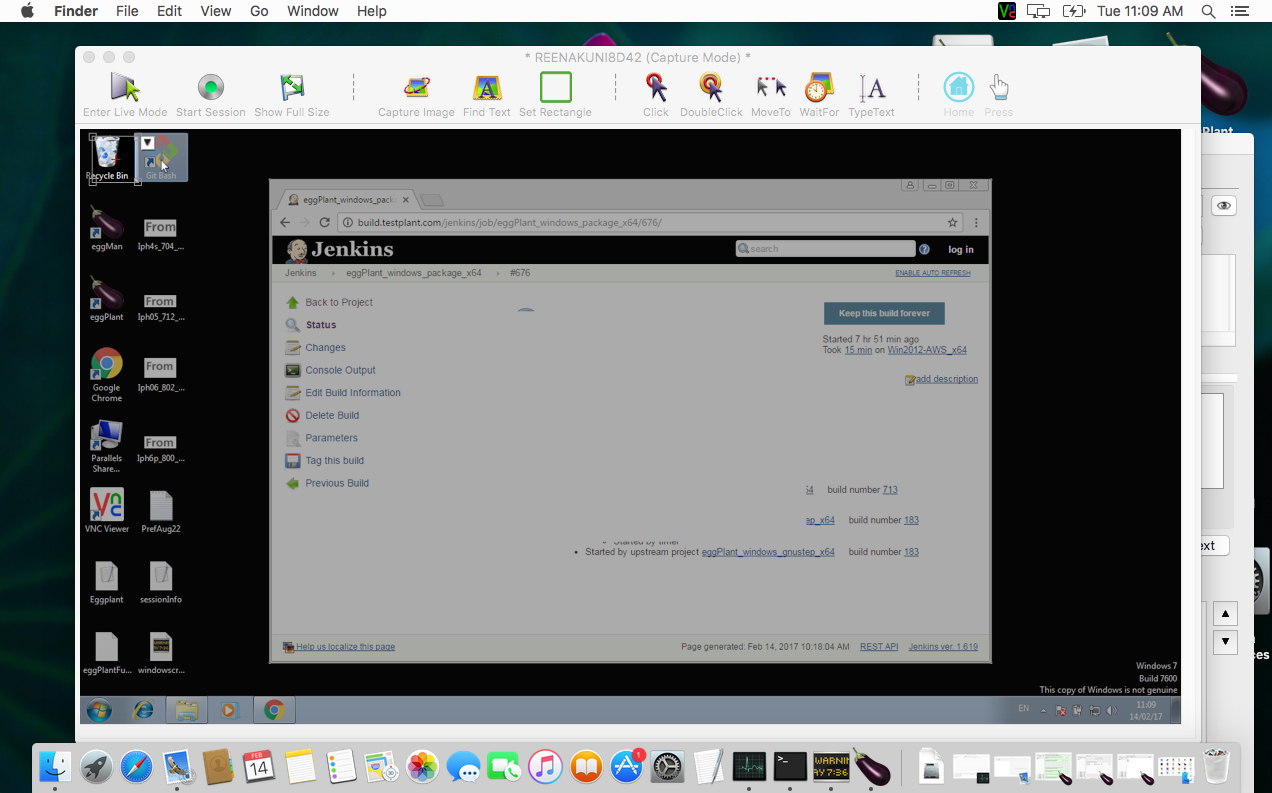 Finder File Edit View Go Window Help Tue 11:09 AM
* REENAKUNI8D42 (Capture Mode) *
Enter Live Mode Start Session Show Full Size Capture Image Find Text Set Rectangle Click DoubleClick MoveTo WaitFor TypeText Home Press
Plant
Recycle Bin
Git Bash
eggMan
From
Iph4s_704_...
eggPlant
From
Iph05_712_...
Google
Chrome
From
Iph06_802_...
Parallels
Share...
From
Iph6p_800_...
VNC Viewer
PrefAug22
Eggplant
sessionInfo
eggPlantFu...
windowscr...
eggPlant_windows_pack
build.testplant.com/jenkins/job/eggPlant_windows_package_x64/676/
Jenkins
search
log in
Jenkins › eggPlant_windows_package_x64 › #676
ENABLE AUTO REFRESH
Back to Project
Status
Changes
Console Output
Edit Build Information
Delete Build
Parameters
Tag this build
Previous Build
Keep this build forever
Started 7 hr 51 min ago
Took 15 min on Win2012-AWS_x64
add description
build number 713
ep_x64 build number 183
Started by timer
Started by upstream project eggPlant_windows_gnustep_x64 build number 183
Help us localize this page
Page generated: Feb 14, 2017 10:18:04 AM REST API Jenkins ver. 1.619
Windows 7
Build 7600
This copy of Windows is not genuine
EN
11:09
14/02/17
ext
ces
FEB
14
1
WARNIN
AY 7:36